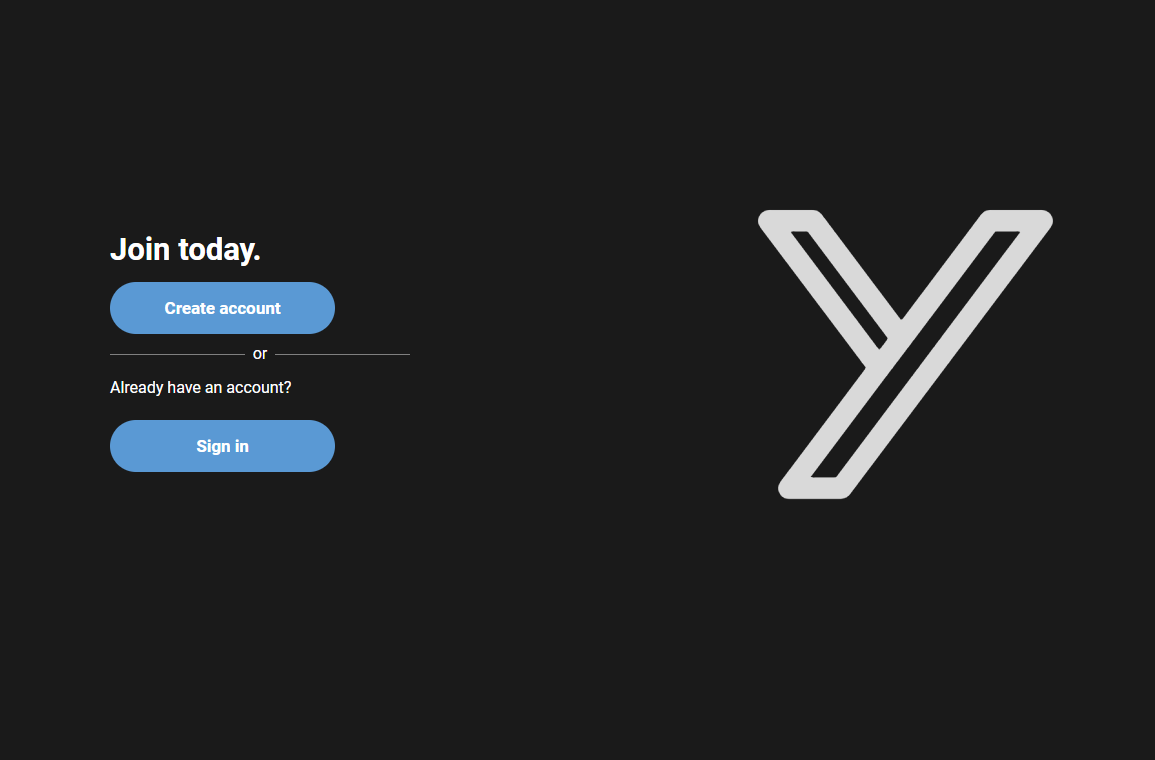 Join today.
Create account
or
Already have an account?
Sign in
Y